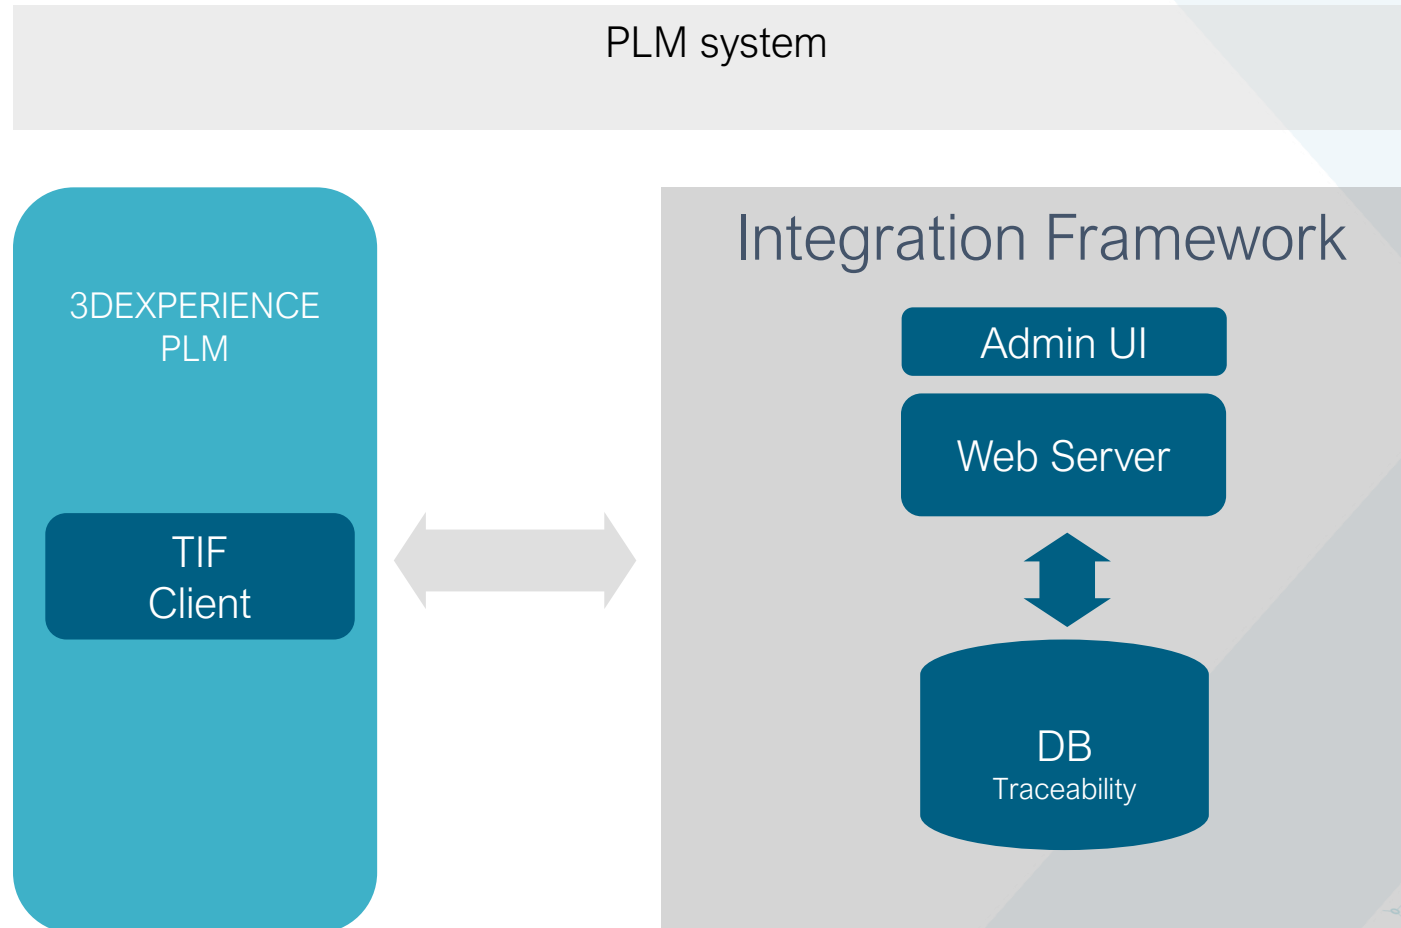 PLM system
Integration Framework
3DEXPERIENCE
PLM
Admin UI
Web Server
TIF
Client
DB
Traceability